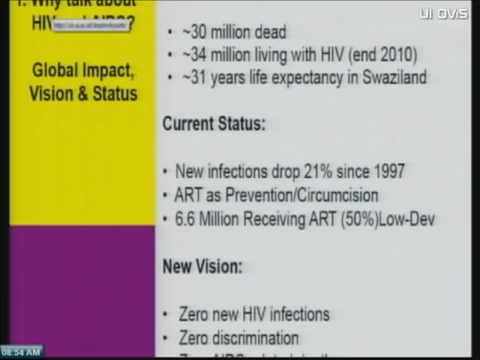 1. Why talk about
HIV
UI OVIS
Global Impact,
Vision & Status
• ~30 million dead
• ~34 million living with HIV (end 2010)
• ~31 years life expectancy in Swaziland
Current Status:
• New infections drop 21% since 1997
• ART as Prevention/Circumcision
• 6.6 Million Receiving ART (50%)Low-Dev
New Vision:
• Zero new HIV infections
• Zero discrimination
08:54 AM